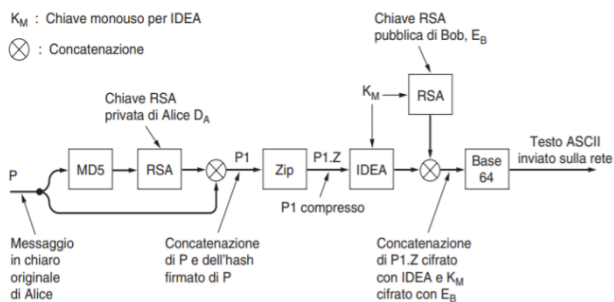 K_M : Chiave monouso per IDEA
: Concatenazione
Chiave RSA
pubblica di Bob, E_B
Chiave RSA
privata di Alice D_A
K_M
RSA
P
MD5
RSA
P1
Zip
P1.Z
IDEA
Base
64
Testo ASCII
inviato sulla rete
P1 compresso
Messaggio
in chiaro
originale
di Alice
Concatenazione
di P e dell'hash
firmato di P
Concatenazione
di P1.Z cifrato
con IDEA e K_M
cifrato con E_B